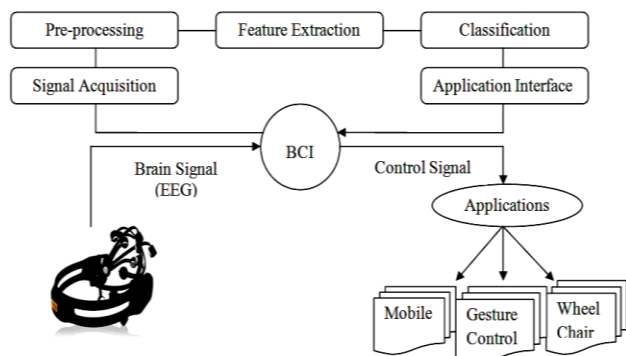 Pre-processing
Feature Extraction
Classification
Signal Acquisition
Application Interface
BCI
Brain Signal
(EEG)
Control Signal
Applications
Mobile
Gesture
Control
Wheel
Chair